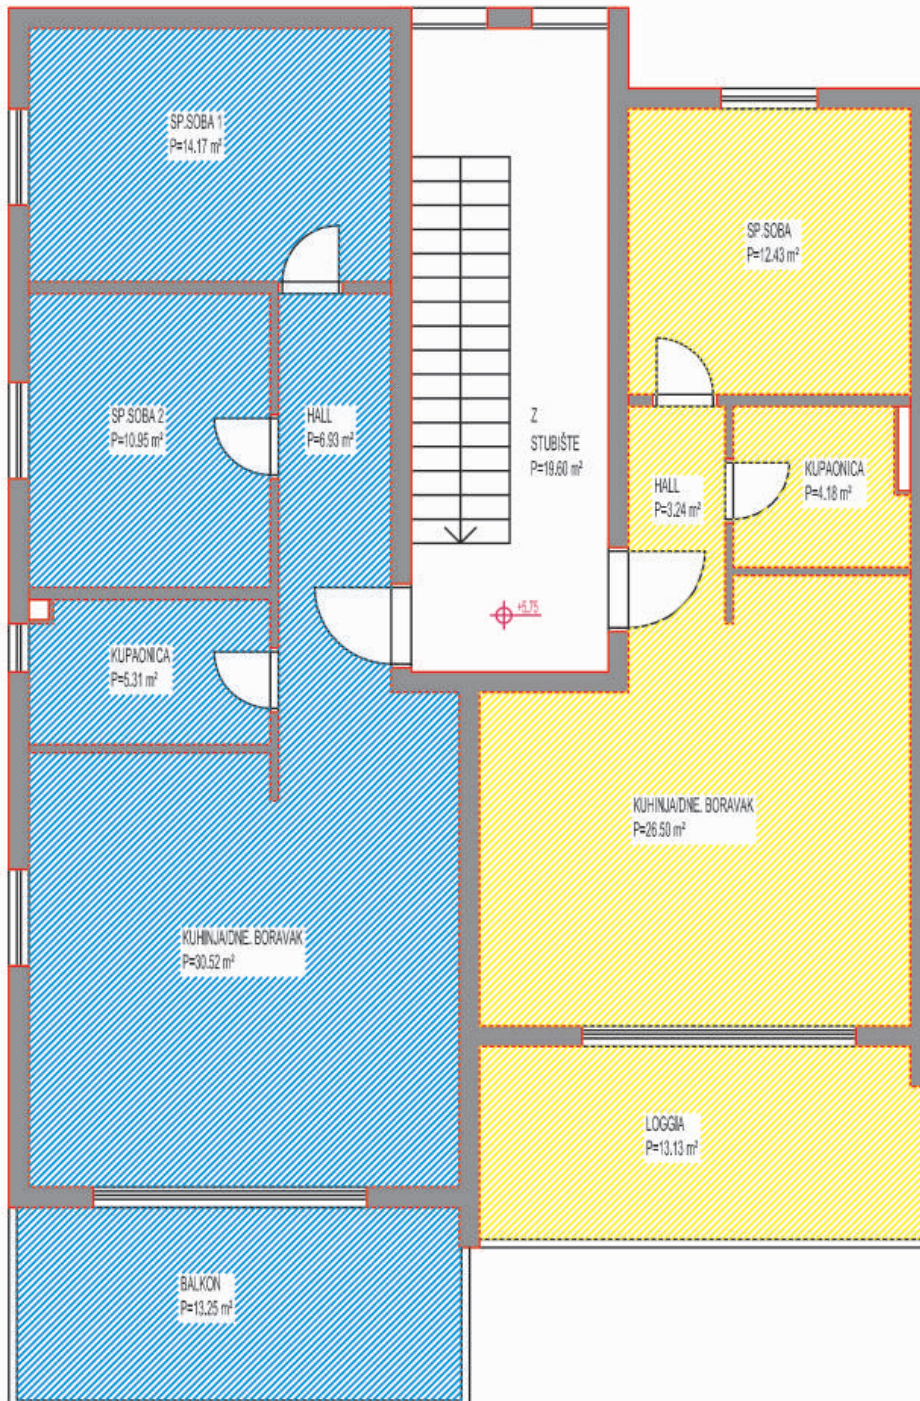 SP.SOBA 1
P=14.17 m²
SP.SOBA 2
P=10.95 m²
HALL
P=6.93 m²
KUPAONICA
P=5.31 m²
KUHINJA/DNE. BORAVAK
P=30.52 m²
BALKON
P=13.25 m²
Z
STUBIŠTE
P=19.60 m²
+5,75
SP.SOBA
P=12.43 m²
HALL
P=3.24 m²
KUPAONICA
P=4.18 m²
KUHINJA/DNE. BORAVAK
P=26.50 m²
LOGGIA
P=13.13 m²